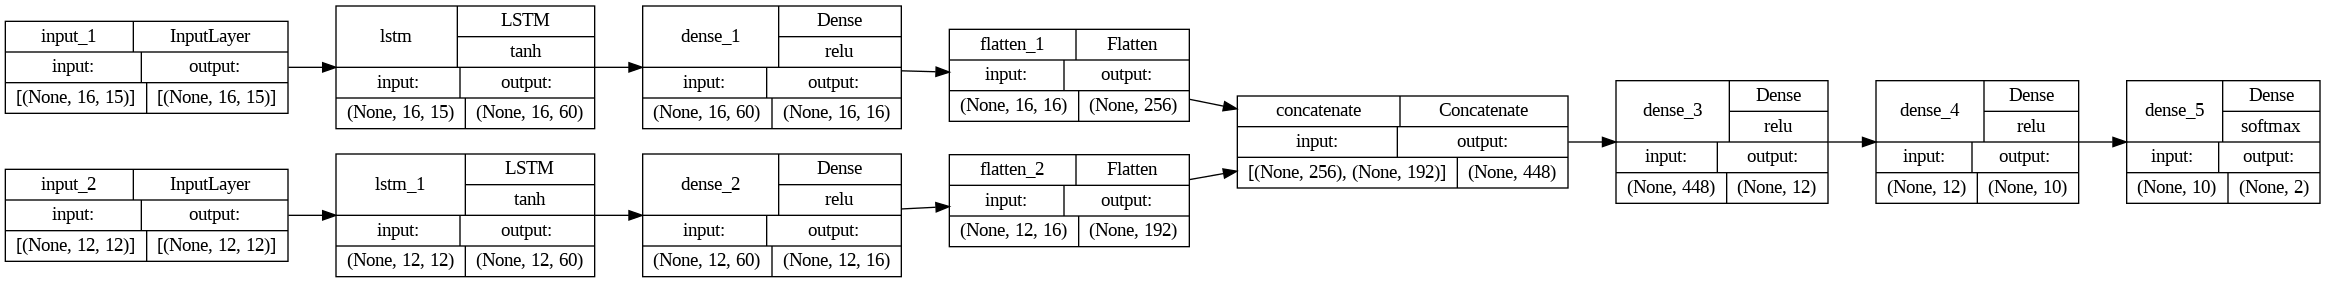 input_1 InputLayer
input: output:
[(None, 16, 15)] [(None, 16, 15)]
lstm LSTM
tanh
input: output:
(None, 16, 15) (None, 16, 60)
dense_1 Dense
relu
input: output:
(None, 16, 60) (None, 16, 16)
flatten_1 Flatten
input: output:
(None, 16, 16) (None, 256)
input_2 InputLayer
input: output:
[(None, 12, 12)] [(None, 12, 12)]
lstm_1 LSTM
tanh
input: output:
(None, 12, 12) (None, 12, 60)
dense_2 Dense
relu
input: output:
(None, 12, 60) (None, 12, 16)
flatten_2 Flatten
input: output:
(None, 12, 16) (None, 192)
concatenate Concatenate
input: output:
[(None, 256), (None, 192)] (None, 448)
dense_3 Dense
relu
input: output:
(None, 448) (None, 12)
dense_4 Dense
relu
input: output:
(None, 12) (None, 10)
dense_5 Dense
softmax
input: output:
(None, 10) (None, 2)